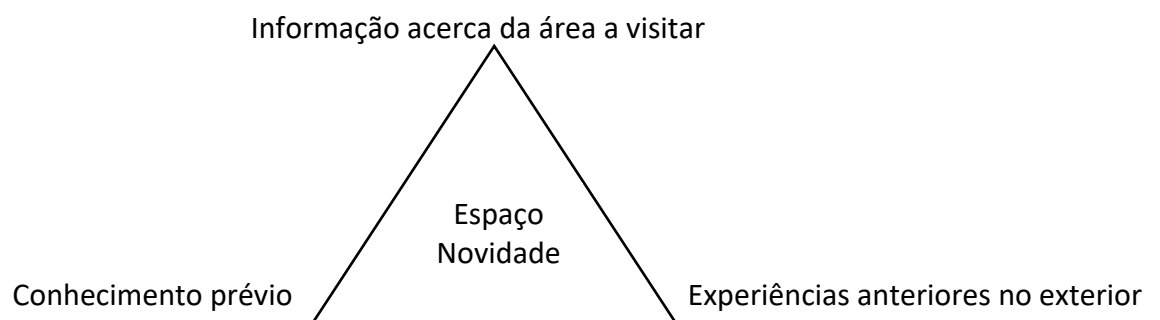 Informação acerca da área a visitar
Espaço
Novidade
Conhecimento prévio
Experiências anteriores no exterior